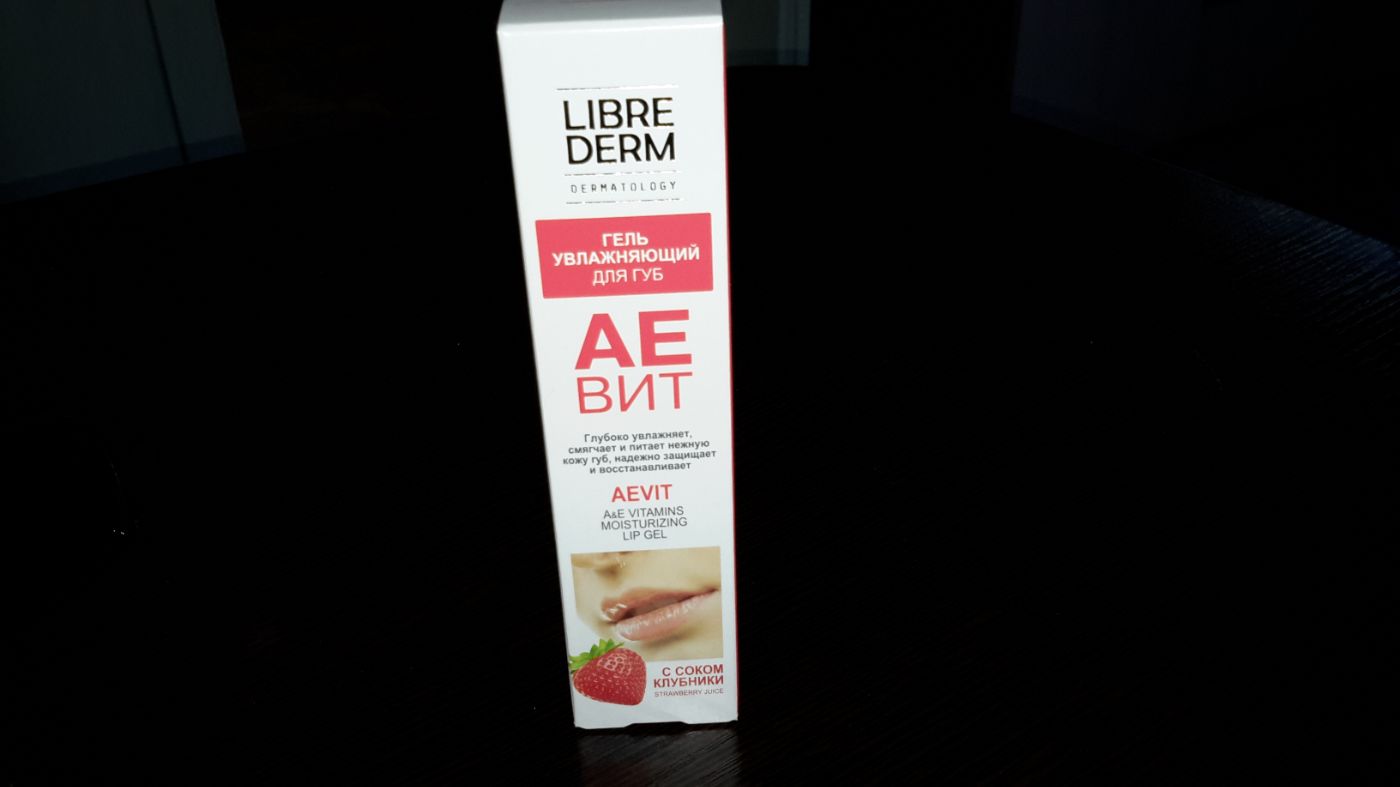 LIBRE
DERM
DERMATOLOGY
ГЕЛЬ
УВЛАЖНЯЮЩИЙ
ДЛЯ ГУБ
АЕ
ВИТ
Глубоко увлажняет,
смягчает и питает нежную
кожу губ, надежно защищает
и восстанавливает
AEVIT
A&E VITAMINS
MOISTURIZING
LIP GEL
С СОКОМ
КЛУБНИКИ
STRAWBERRY JUICE